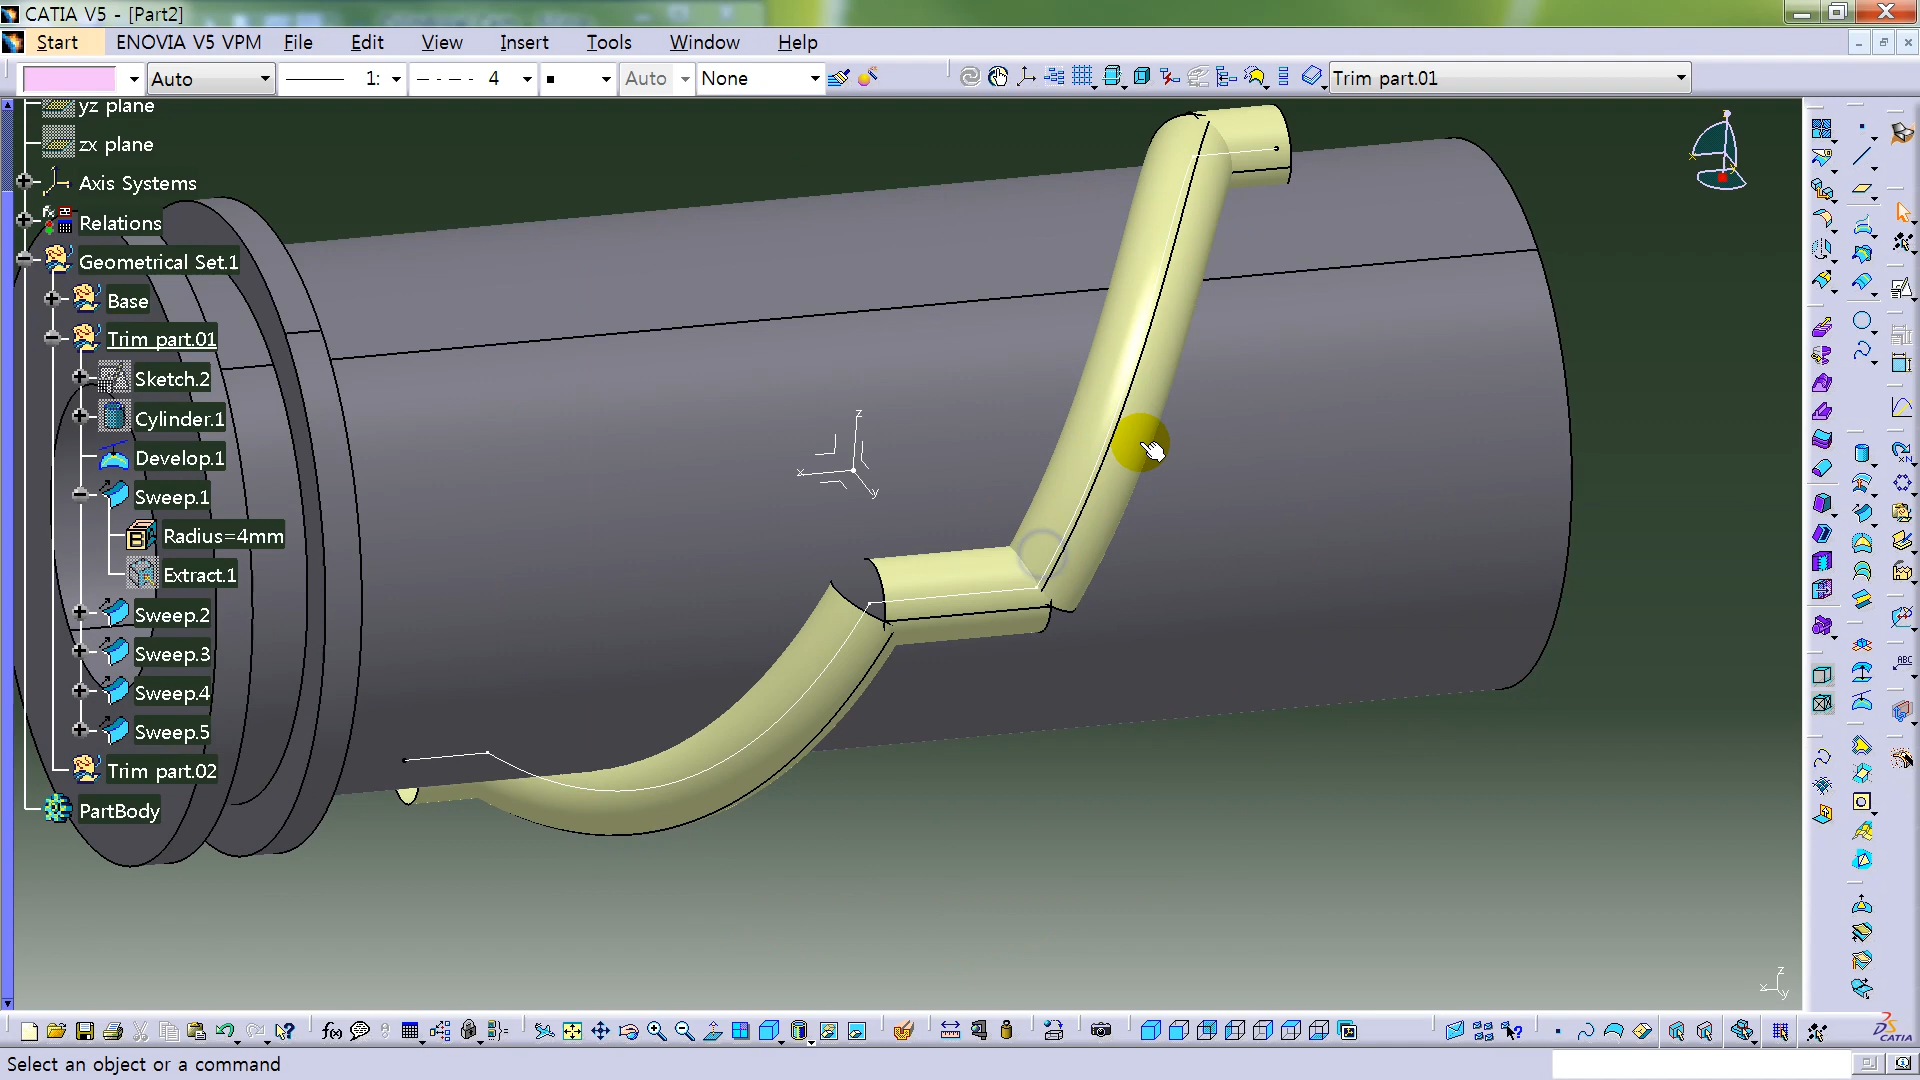 CATIA V5 - [Part2]
Start ENOVIA V5 VPM File Edit View Insert Tools Window Help
Auto 1: 4 Auto None Trim part.01
yz plane
zx plane
Axis Systems
Relations
Geometrical Set.1
Base
Trim part.01
Sketch.2
Cylinder.1
Develop.1
Sweep.1
Radius=4mm
Extract.1
Sweep.2
Sweep.3
Sweep.4
Sweep.5
Trim part.02
PartBody
z
x
y
z
x
y
ABC
CATIA
Select an object or a command